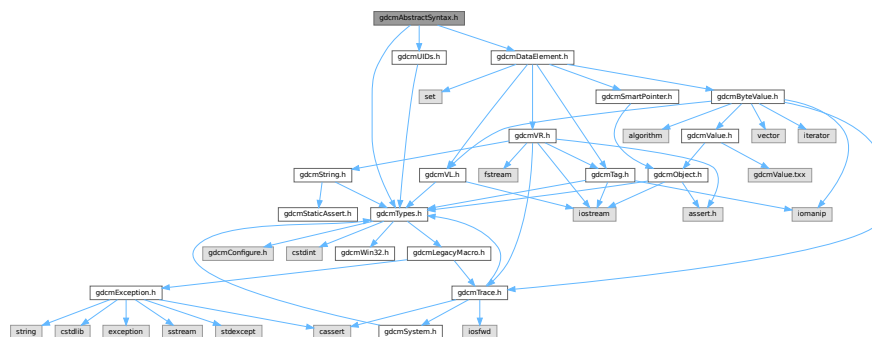 gdcmAbstractSyntax.h
gdcmUIDs.h
gdcmDataElement.h
set
gdcmSmartPointer.h
gdcmByteValue.h
gdcmVR.h
algorithm
gdcmValue.h
vector
iterator
gdcmString.h
gdcmVL.h
fstream
gdcmTag.h
gdcmObject.h
gdcmValue.txx
gdcmStaticAssert.h
gdcmTypes.h
iostream
assert.h
iomanip
gdcmConfigure.h
cstdint
gdcmWin32.h
gdcmLegacyMacro.h
gdcmException.h
gdcmTrace.h
string
cstdlib
exception
sstream
stdexcept
cassert
gdcmSystem.h
iosfwd